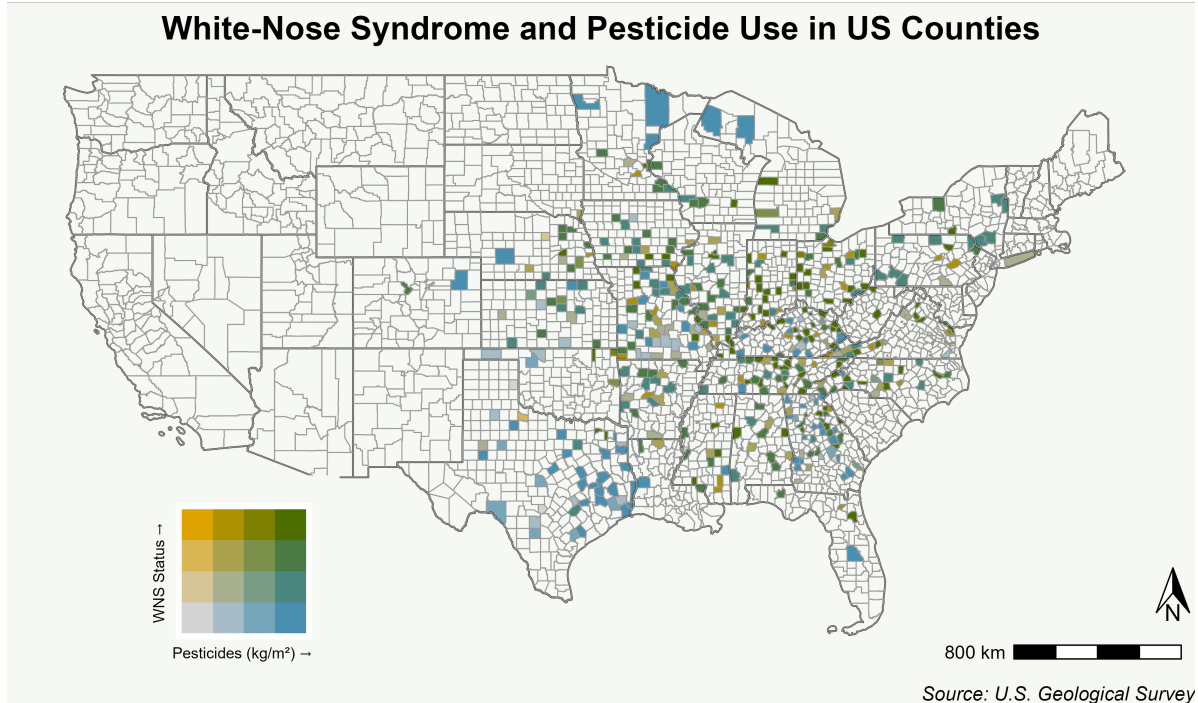 White-Nose Syndrome and Pesticide Use in US Counties
WNS Status →
Pesticides (kg/m²) →
N
800 km
Source: U.S. Geological Survey